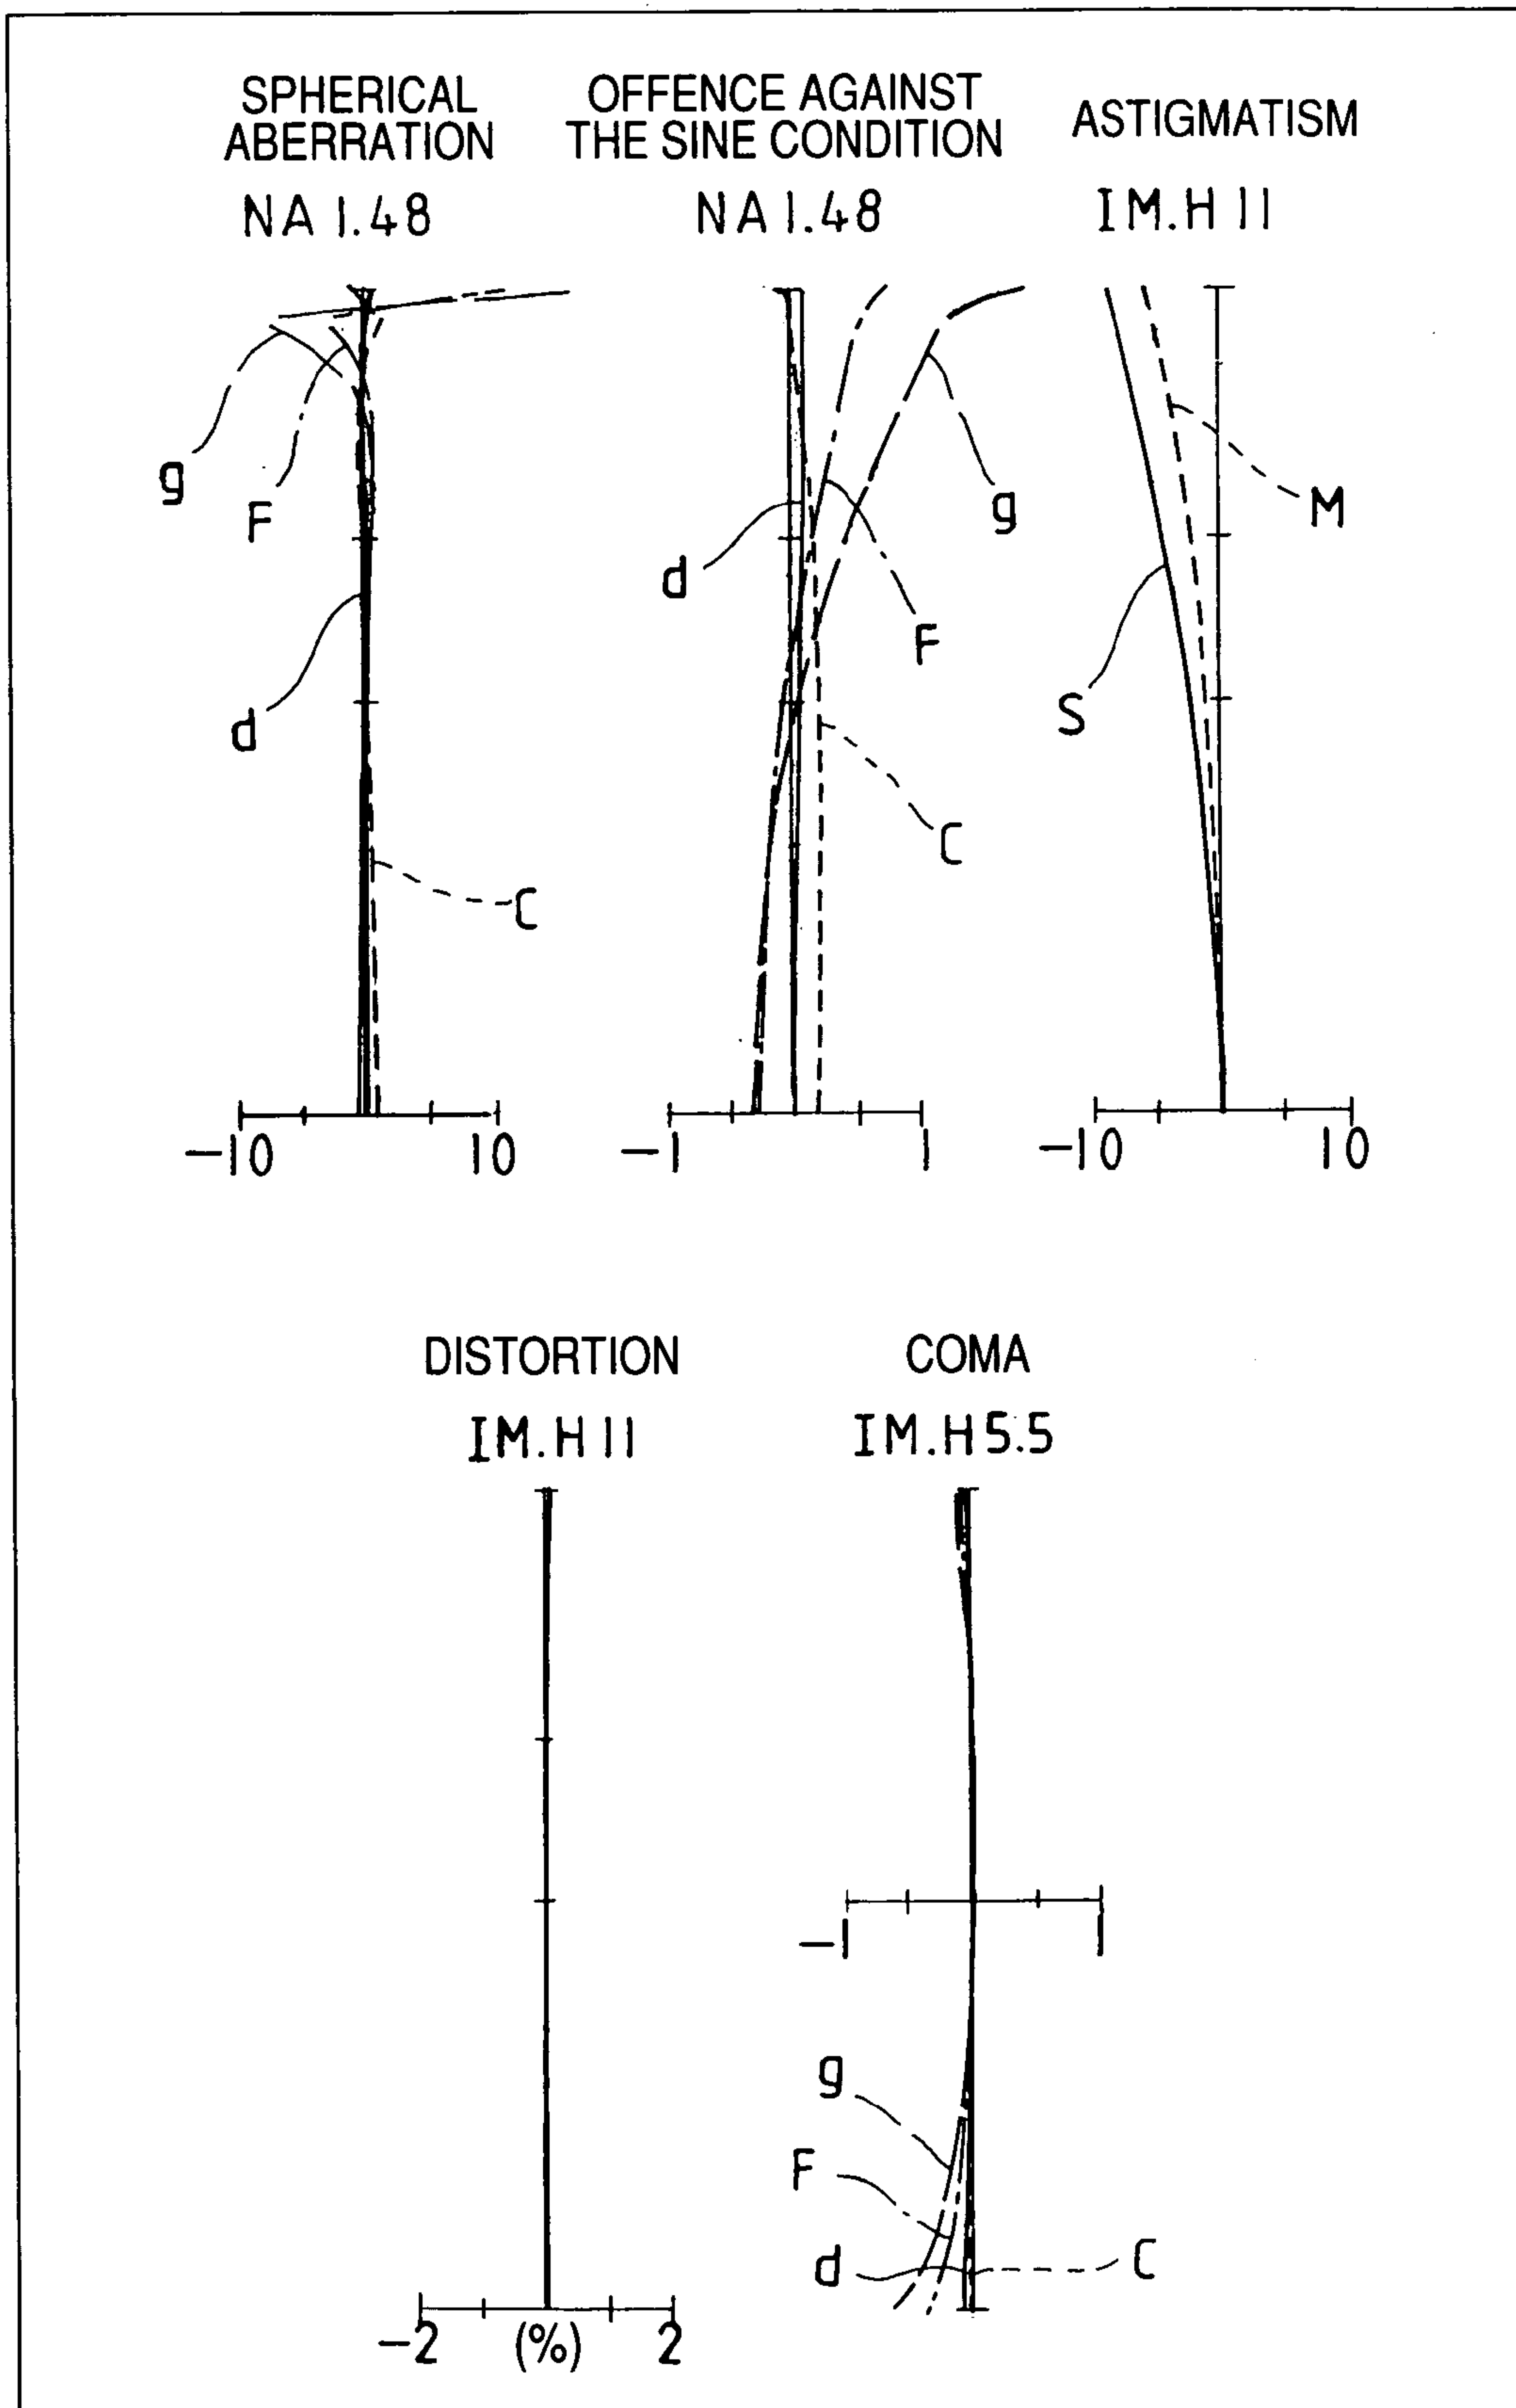 SPHERICAL
ABERRATION
NA 1.48
OFFENCE AGAINST
THE SINE CONDITION
NA 1.48
ASTIGMATISM
IM.H 11
g
F
d
C
-10
10
d
g
F
C
-1
1
M
S
-10
10
DISTORTION
IM.H 11
-2
(%)
2
COMA
IM.H 5.5
-1
1
g
F
d
C